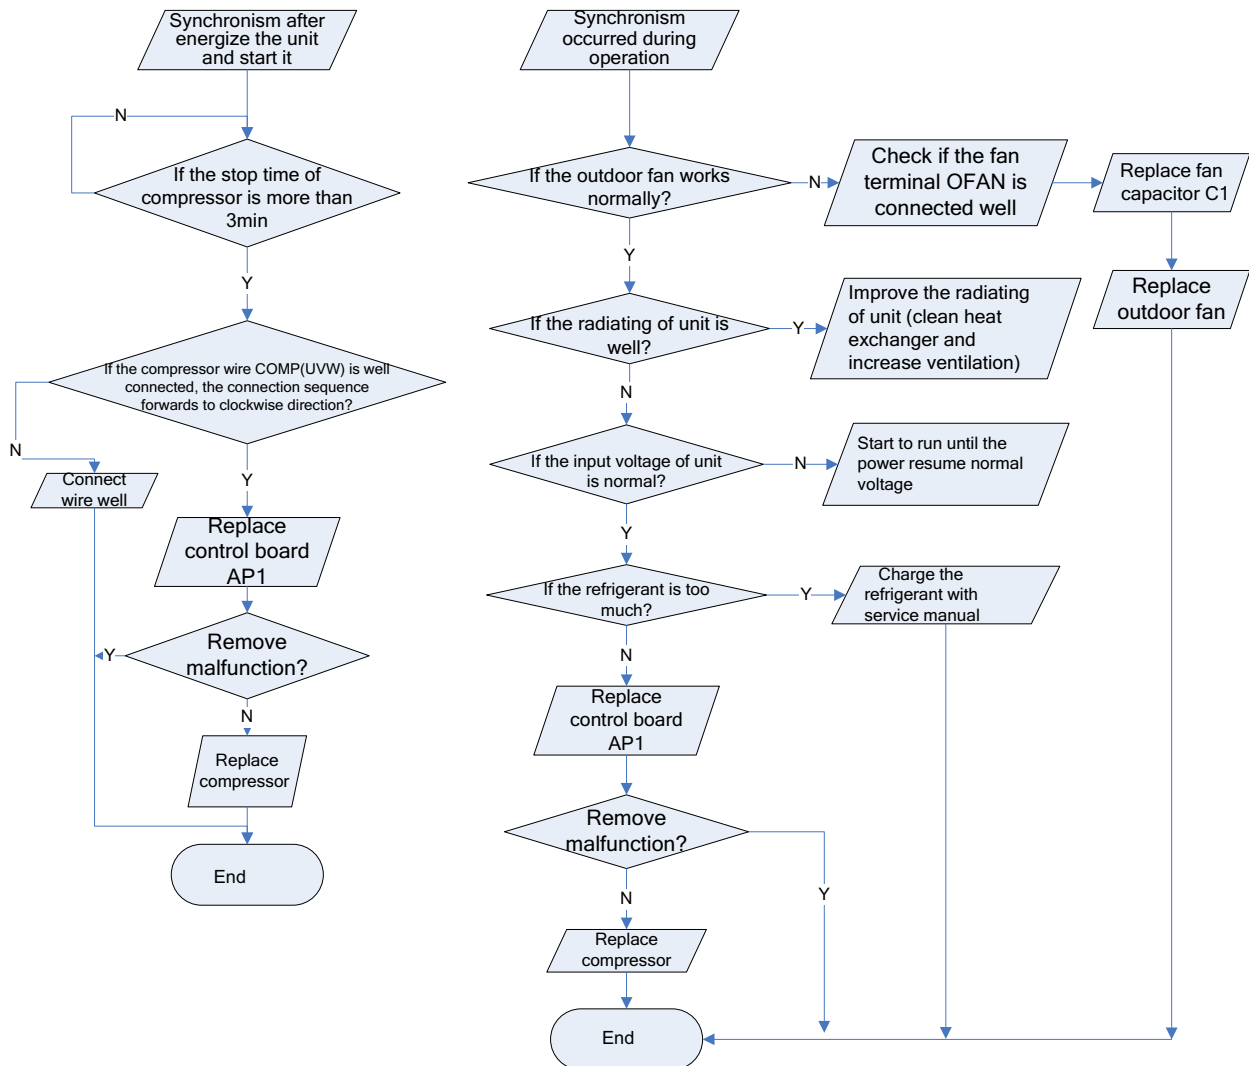 Synchronism after
energize the unit
and start it
N
If the stop time of
compressor is more than
3min
Y
If the compressor wire COMP(UVW) is well
connected, the connection sequence
forwards to clockwise direction?
N
Connect
wire well
Y
Replace
control board
AP1
Remove
malfunction?
Y
N
Replace
compressor
End
Synchronism
occurred during
operation
If the outdoor fan works
normally?
N
Check if the fan
terminal OFAN is
connected well
Replace fan
capacitor C1
Replace
outdoor fan
Y
If the radiating of unit is
well?
Y
Improve the radiating
of unit (clean heat
exchanger and
increase ventilation)
N
If the input voltage of unit
is normal?
N
Start to run until the
power resume normal
voltage
Y
If the refrigerant is too
much?
Y
Charge the
refrigerant with
service manual
N
Replace
control board
AP1
Remove
malfunction?
Y
N
Replace
compressor
End